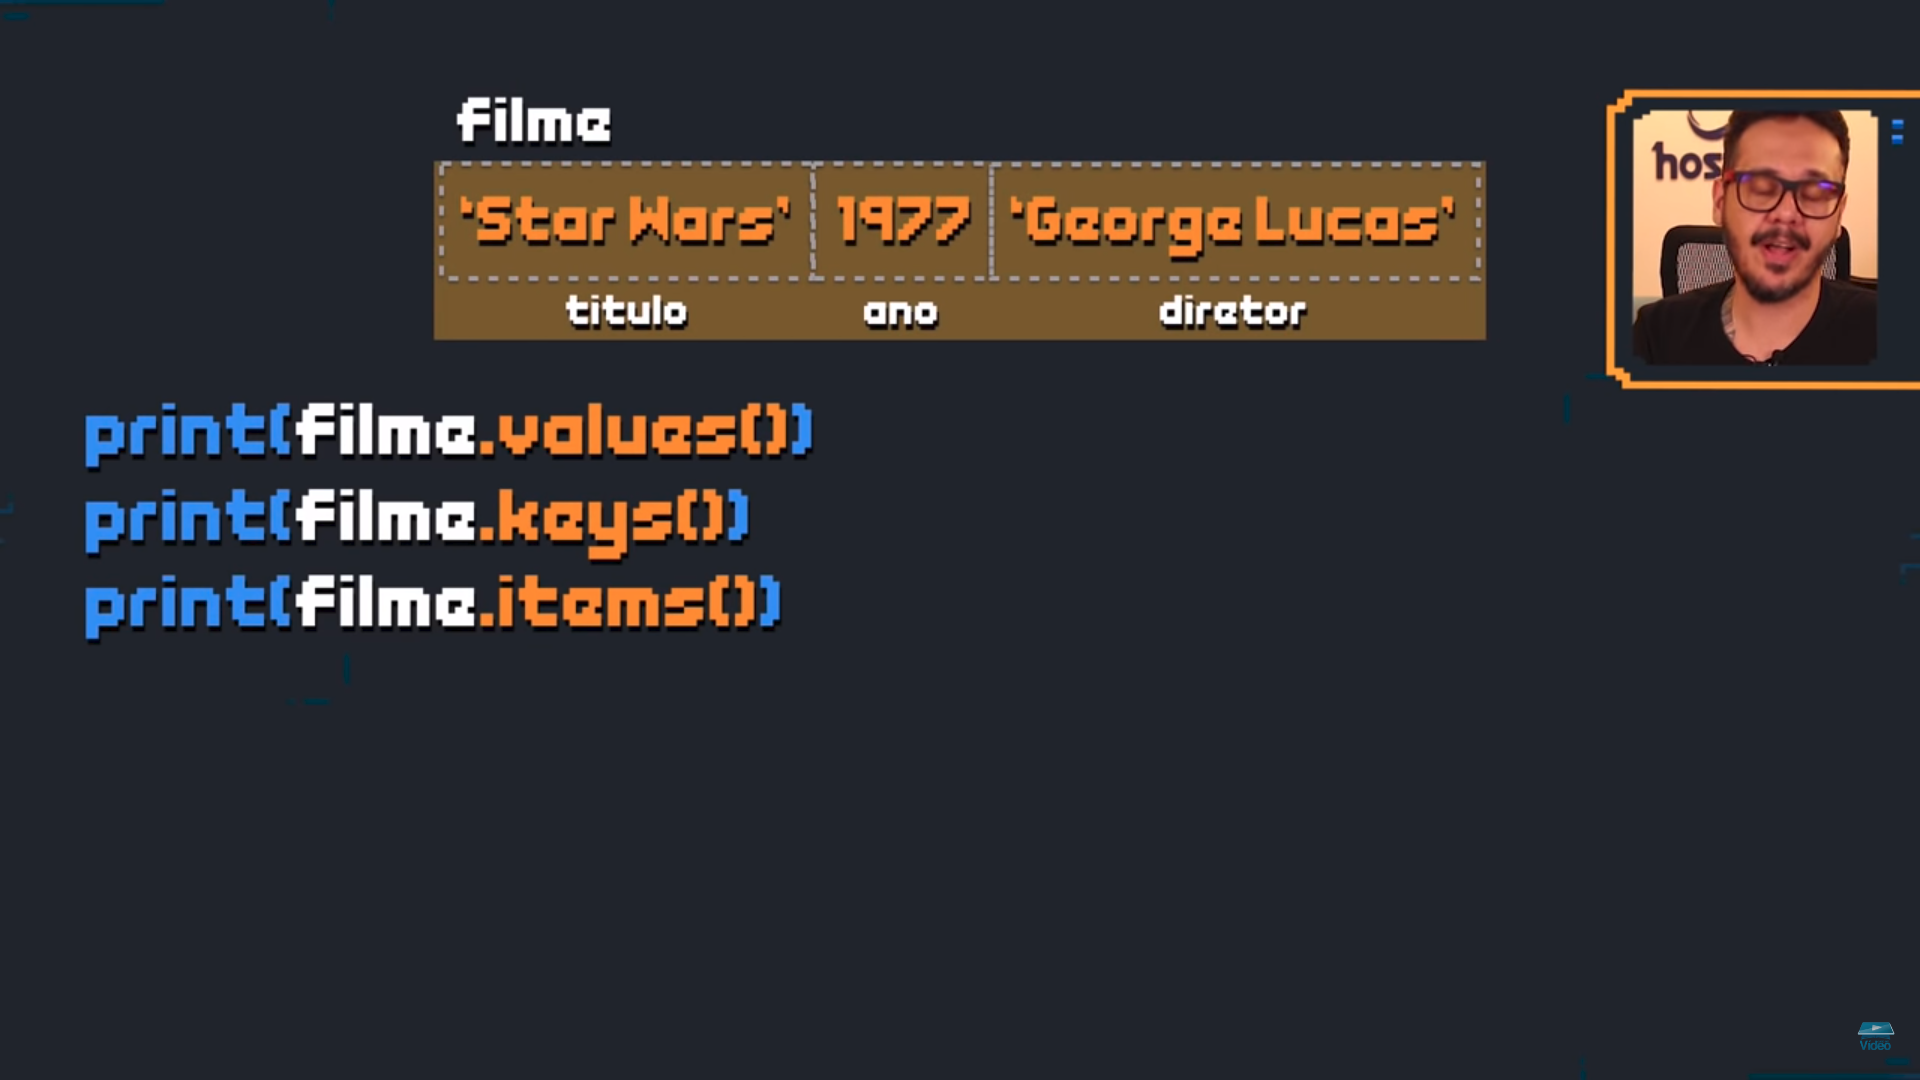 filme
'Star Wars' 1977 'George Lucas'
titulo ano diretor
print(filme.values())
print(filme.keys())
print(filme.items())
hos
Vídeo